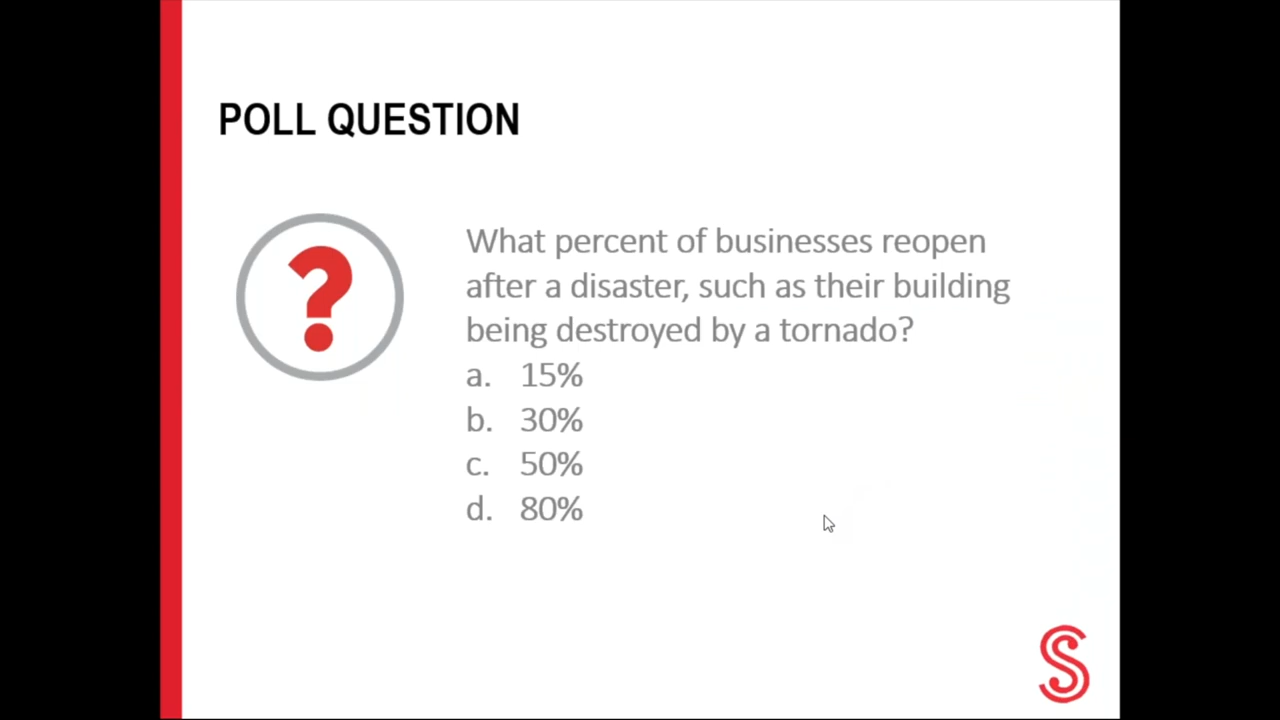 POLL QUESTION
What percent of businesses reopen
after a disaster, such as their building
being destroyed by a tornado?
a. 15%
b. 30%
c. 50%
d. 80%